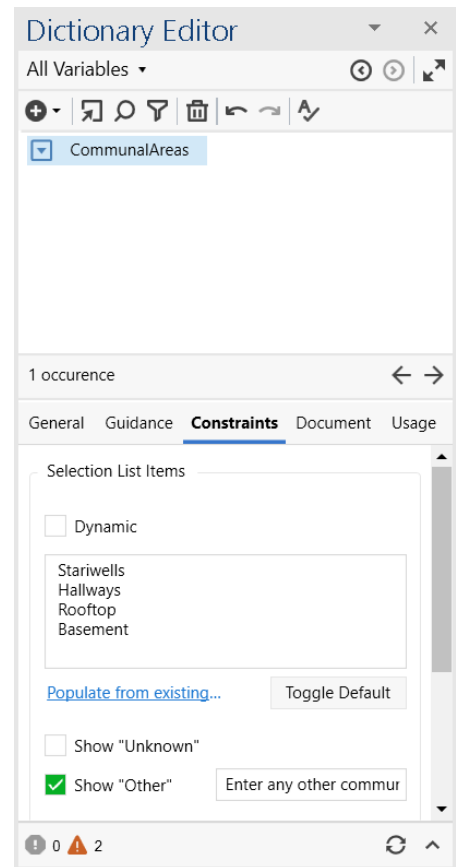 Dictionary Editor
All Variables
CommunalAreas
1 occurence
General Guidance Constraints Document Usage
Selection List Items
Dynamic
Stariwells
Hallways
Rooftop
Basement
Populate from existing... Toggle Default
Show "Unknown"
Show "Other" Enter any other commur
0 2